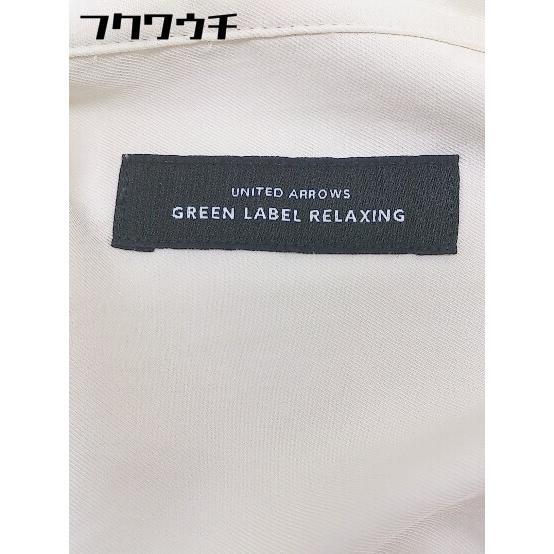 フクワウチ
UNITED ARROWS
GREEN LABEL RELAXING